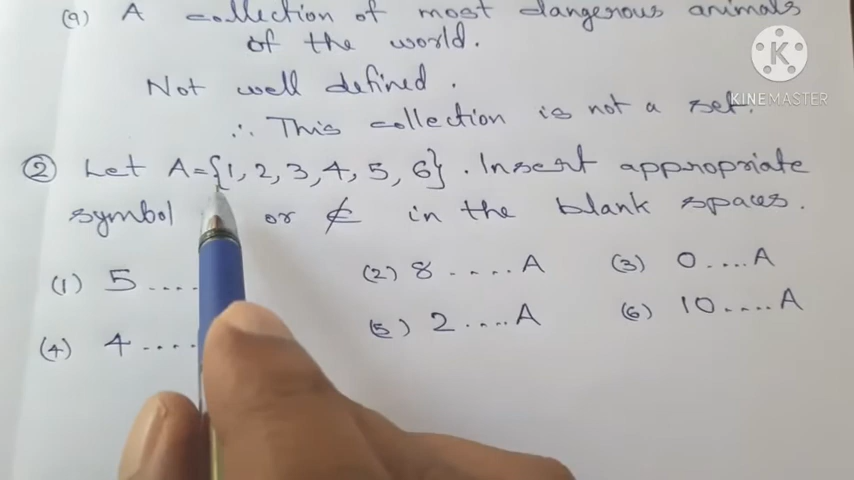 (9) A collection of most dangerous animals
of the world.
Not well defined.
∴ This collection is not a set.
KINEMASTER
② Let A={1, 2, 3, 4, 5, 6}. Insert appropriate
symbol or ∉ in the blank spaces.
(1) 5 .... (2) 8 ..... A (3) 0 .... A
(4) 4 .... (5) 2 .... A (6) 10 .... A